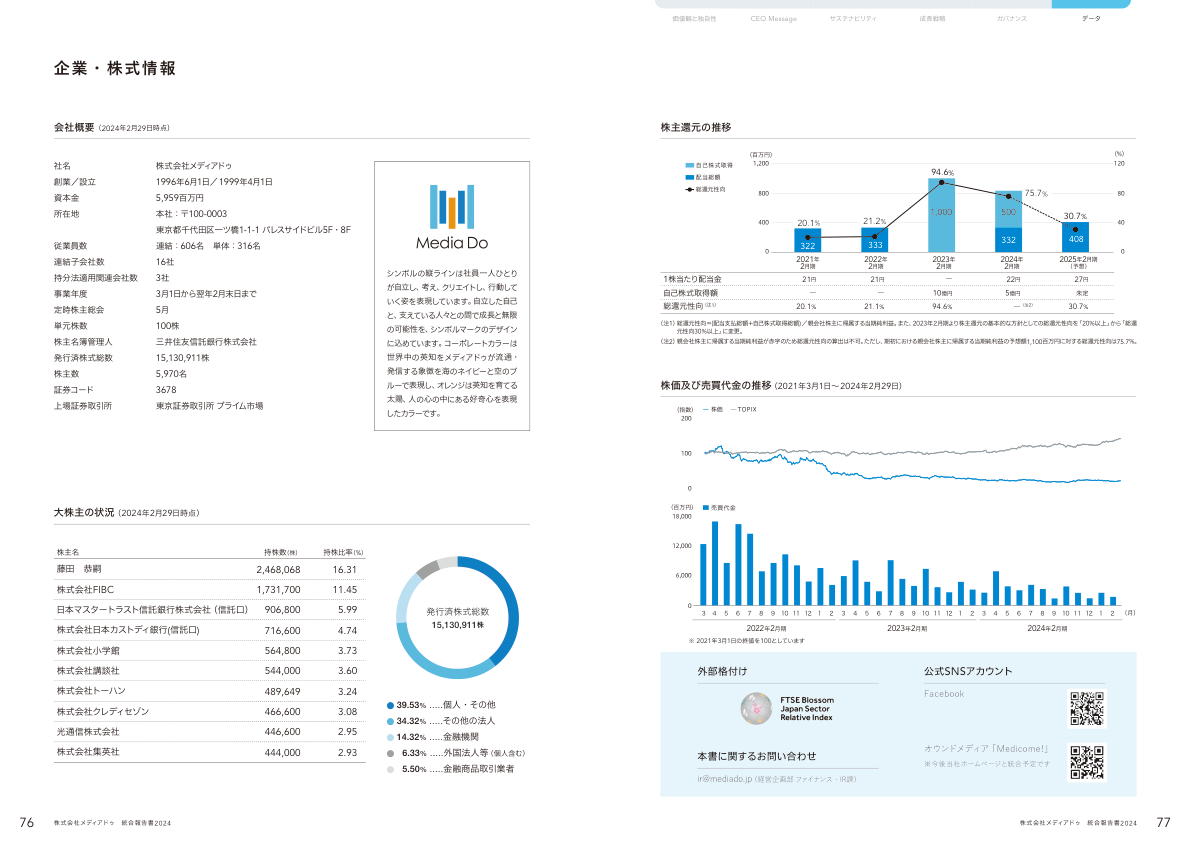 価値観と独自性　CEO Message　サステナビリティ　成長戦略　ガバナンス　データ
企業・株式情報
会社概要（2024年2月29日時点）
社名　株式会社メディアドゥ
創業／設立　1996年6月1日／1999年4月1日
資本金　5,959百万円
所在地　本社：〒100-0003
東京都千代田区一ツ橋1-1-1 パレスサイドビル5F・8F
従業員数　連結：606名　単体：316名
連結子会社数　16社
持分法適用関連会社数　3社
事業年度　3月1日から翌年2月末日まで
定時株主総会　5月
単元株数　100株
株主名簿管理人　三井住友信託銀行株式会社
発行済株式総数　15,130,911株
株主数　5,970名
証券コード　3678
上場証券取引所　東京証券取引所 プライム市場
Media Do
シンボルの縦ラインは社員一人ひとり
が自立し、考え、クリエイトし、行動して
いく姿を表現しています。自立した自己
と、支えている人々との間で成長と無限
の可能性を、シンボルマークのデザイン
に込めています。コーポレートカラーは
世界中の英知をメディアドゥが流通・
発信する象徴を海のネイビーと空のブ
ルーで表現し、オレンジは英知を育てる
太陽、人の心の中にある好奇心を表現
したカラーです。
大株主の状況（2024年2月29日時点）
株主名　持株数（株）　持株比率（%）
藤田　恭嗣　2,468,068　16.31
株式会社FIBC　1,731,700　11.45
日本マスタートラスト信託銀行株式会社（信託口）　906,800　5.99
株式会社日本カストディ銀行(信託口)　716,600　4.74
株式会社小学館　564,800　3.73
株式会社講談社　544,000　3.60
株式会社トーハン　489,649　3.24
株式会社クレディセゾン　466,600　3.08
光通信株式会社　446,600　2.95
株式会社集英社　444,000　2.93
発行済株式総数
15,130,911株
39.53% .....個人・その他
34.32% .....その他の法人
14.32% .....金融機関
6.33% .....外国法人等（個人含む）
5.50% .....金融商品取引業者
76　株式会社メディアドゥ　統合報告書2024
株主還元の推移
（百万円）　（%）
自己株式取得
配当総額
総還元性向
1,200　800　400　0
120　80　40　0
20.1%　21.2%　94.6%　75.7%　30.7%
1,000　500
322　333　332　408
2021年2月期　2022年2月期　2023年2月期　2024年2月期　2025年2月期（予想）
1株当たり配当金　21円　21円　—　22円　27円
自己株式取得額　—　—　10億円　5億円　未定
総還元性向（注1）　20.1%　21.1%　94.6%　—（注2）　30.7%
（注1）総還元性向=(配当支払総額+自己株式取得総額)／親会社株主に帰属する当期純利益。また、2023年2月期より株主還元の基本的な方針としての総還元性向を「20%以上」から「総還
元性向30%以上」に変更。
（注2）親会社株主に帰属する当期純利益が赤字のため総還元性向の算出は不可。ただし、期初における親会社株主に帰属する当期純利益の予想額1,100百万円に対する総還元性向は75.7%。
株価及び売買代金の推移（2021年3月1日～2024年2月29日）
（指数）　— 株価　— TOPIX
200
100
0
（百万円）　売買代金
18,000
12,000
6,000
0
3 4 5 6 7 8 9 10 11 12 1 2 3 4 5 6 7 8 9 10 11 12 1 2 3 4 5 6 7 8 9 10 11 12 1 2（月）
2022年2月期　2023年2月期　2024年2月期
※ 2021年3月1日の終値を100としています
外部格付け
FTSE Blossom
Japan Sector
Relative Index
本書に関するお問い合わせ
ir@mediado.jp（経営企画部 ファイナンス・IR課）
公式SNSアカウント
Facebook
オウンドメディア「Medicome!」
※今後当社ホームページと統合予定です
株式会社メディアドゥ　統合報告書2024　77